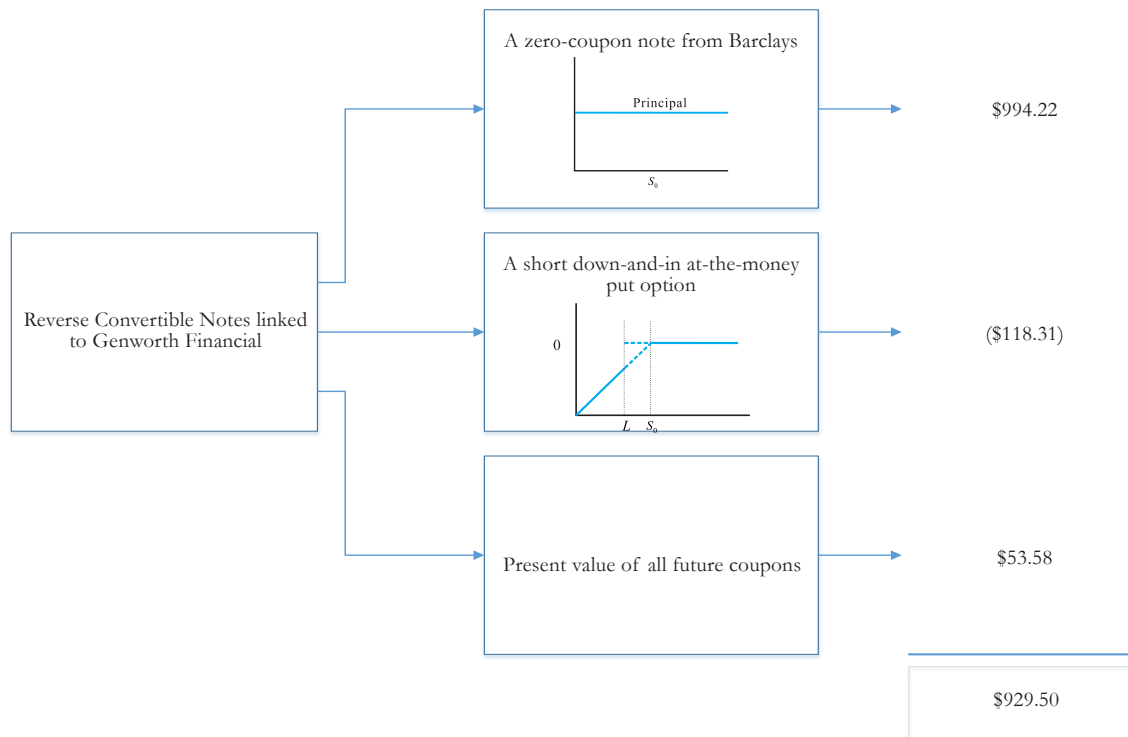 A zero-coupon note from Barclays
Principal
S₀
$994.22
Reverse Convertible Notes linked
to Genworth Financial
A short down-and-in at-the-money
put option
0
L
S₀
($118.31)
Present value of all future coupons
$53.58
$929.50